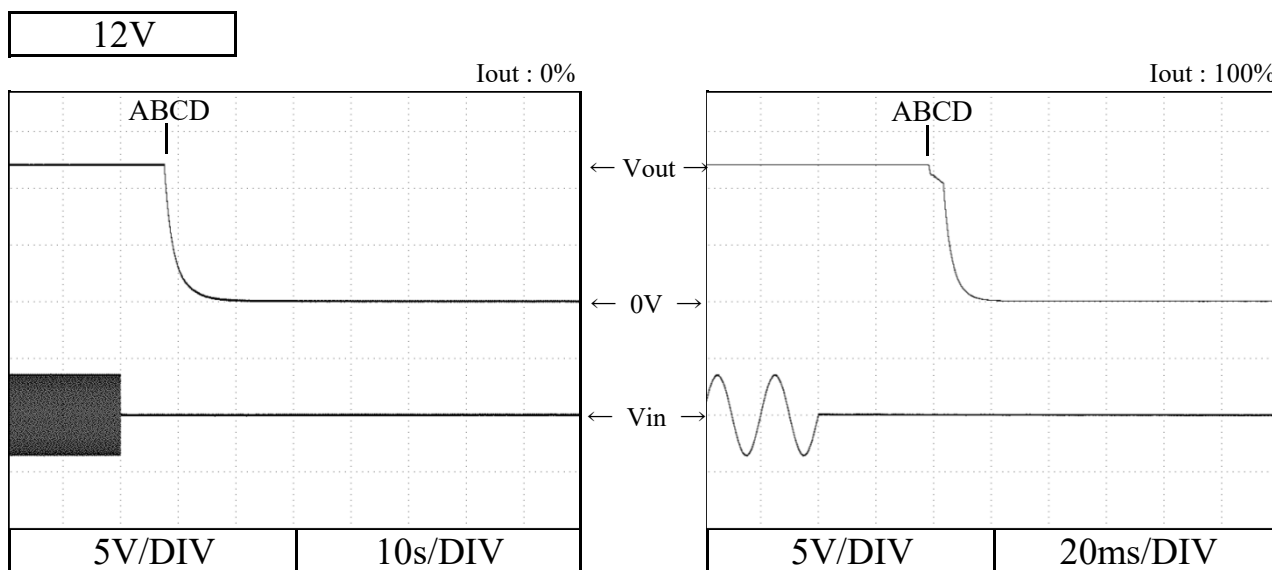 12V
Iout : 0%
Iout : 100%
ABCD
ABCD
← Vout →
← 0V →
← Vin →
5V/DIV 10s/DIV
5V/DIV 20ms/DIV